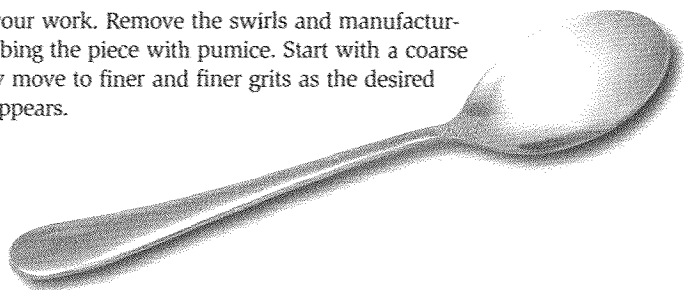 our work. Remove the swirls and manufactur-
bing the piece with pumice. Start with a coarse
move to finer and finer grits as the desired
ppears.